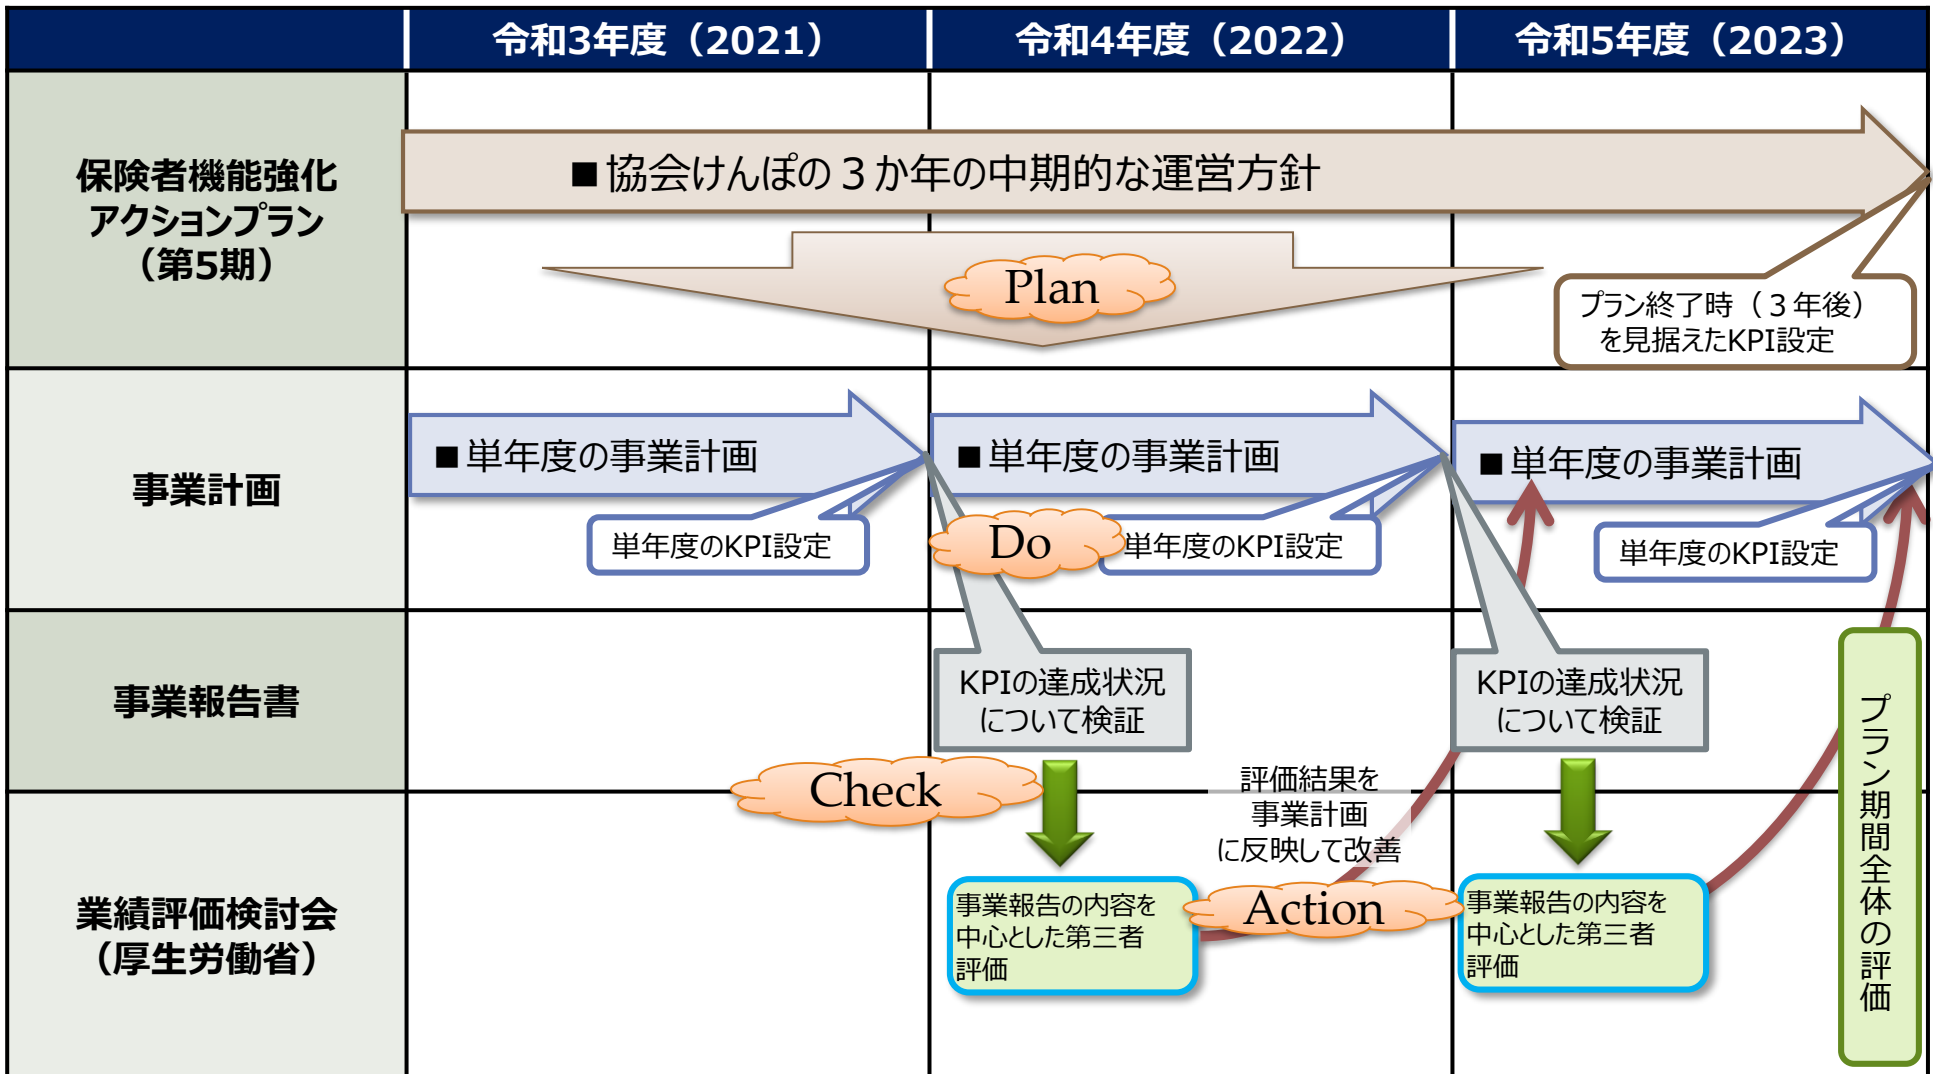 令和3年度（2021）
令和4年度（2022）
令和5年度（2023）
保険者機能強化
アクションプラン
（第5期）
■協会けんぽの３か年の中期的な運営方針
Plan
プラン終了時（３年後）
を見据えたKPI設定
事業計画
■単年度の事業計画
単年度のKPI設定
■単年度の事業計画
Do
単年度のKPI設定
■単年度の事業計画
単年度のKPI設定
事業報告書
KPIの達成状況
について検証
KPIの達成状況
について検証
Check
評価結果を
事業計画
に反映して改善
業績評価検討会
（厚生労働省）
事業報告の内容を
中心とした第三者
評価
Action
事業報告の内容を
中心とした第三者
評価
プラン期間全体の評価